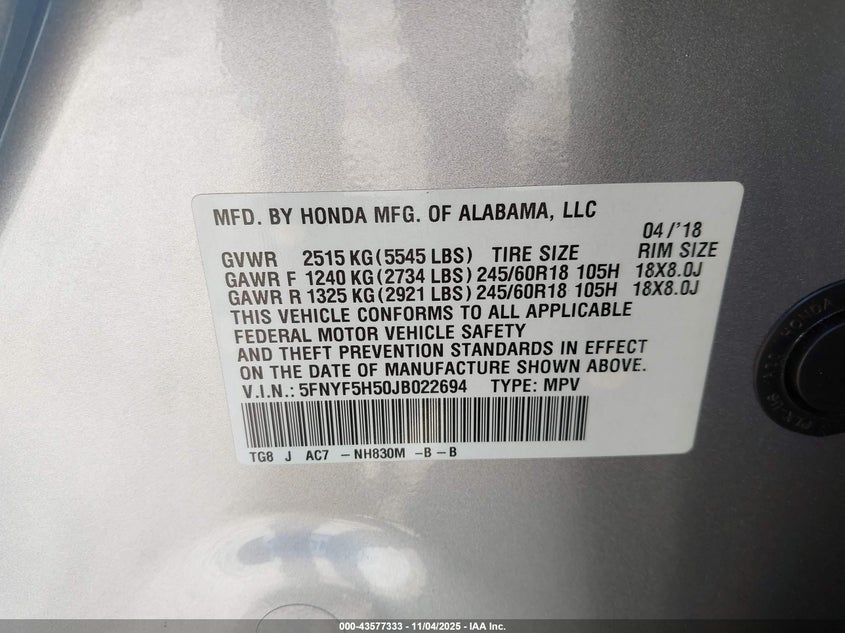 MFD. BY HONDA MFG. OF ALABAMA, LLC
04/'18
GVWR 2515 KG (5545 LBS) TIRE SIZE RIM SIZE
GAWR F 1240 KG (2734 LBS) 245/60R18 105H 18X8.0J
GAWR R 1325 KG (2921 LBS) 245/60R18 105H 18X8.0J
THIS VEHICLE CONFORMS TO ALL APPLICABLE
FEDERAL MOTOR VEHICLE SAFETY
AND THEFT PREVENTION STANDARDS IN EFFECT
ON THE DATE OF MANUFACTURE SHOWN ABOVE.
V.I.N.: 5FNYF5H50JB022694 TYPE: MPV
TG8 J AC7 -NH830M -B-B
HONDA
000-43577333 - 11/04/2025 - IAA Inc.